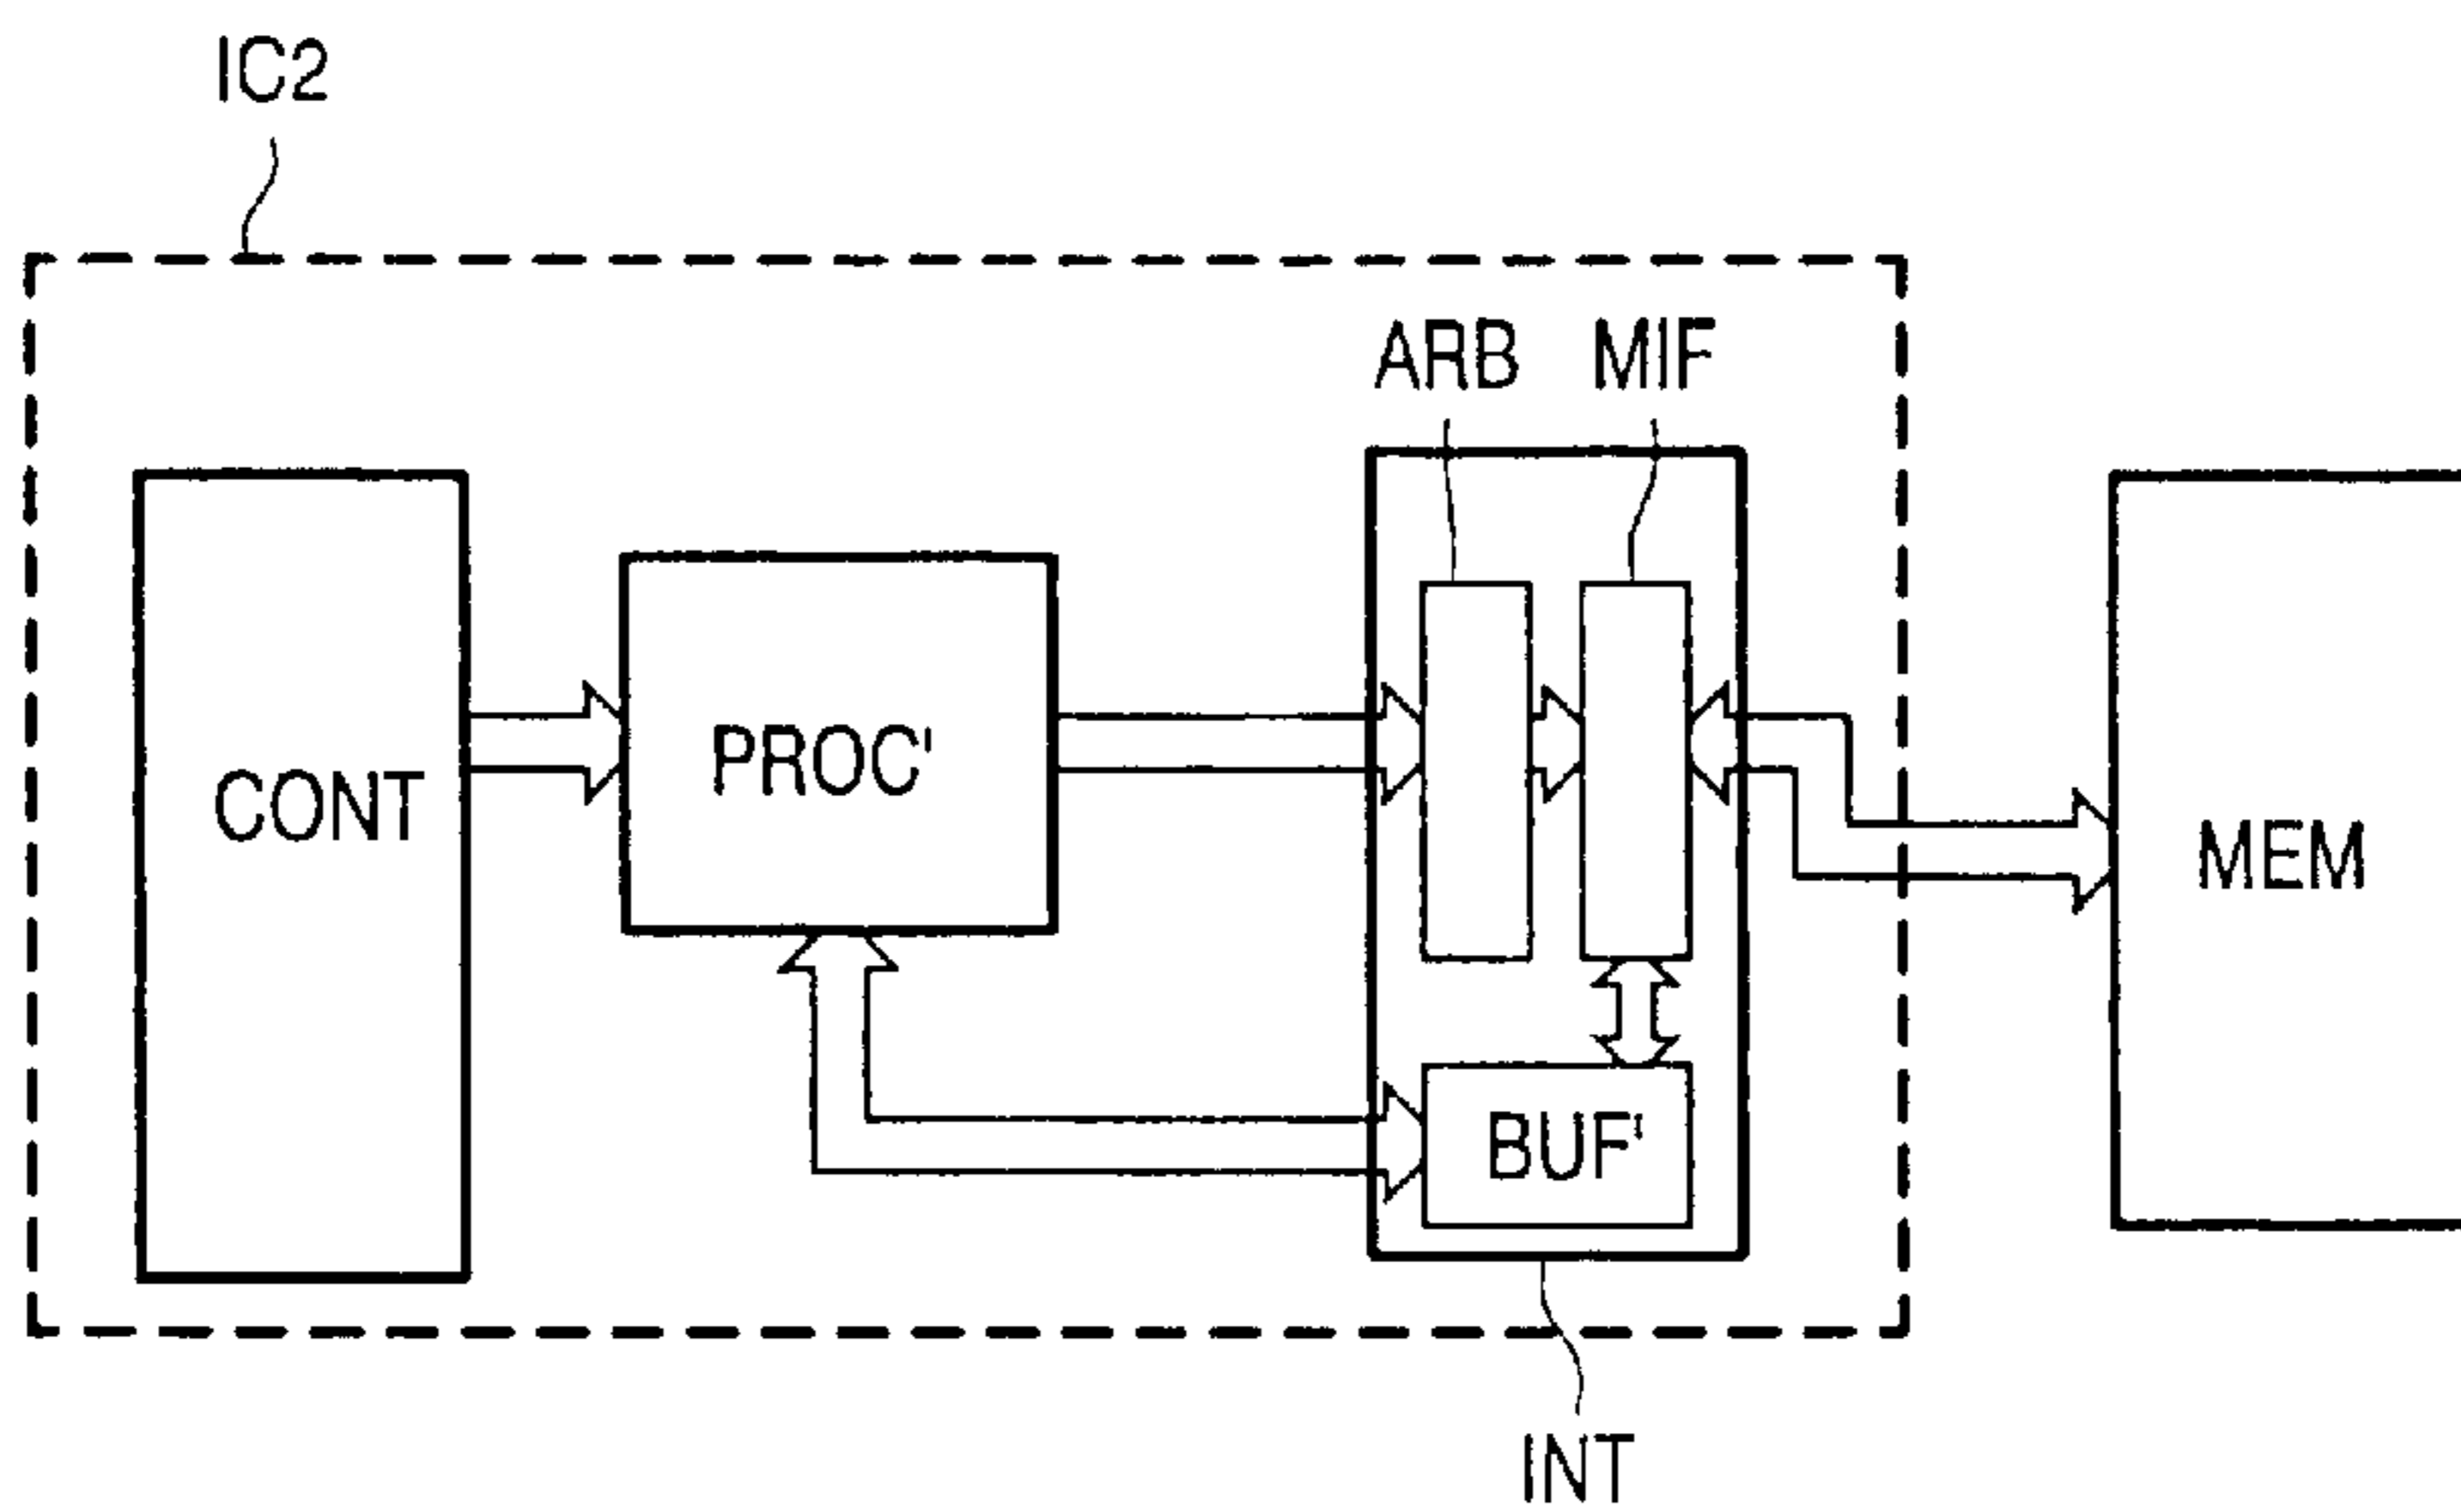 IC2
ARB MIF
CONT
PROC'
MEM
BUF'
INT